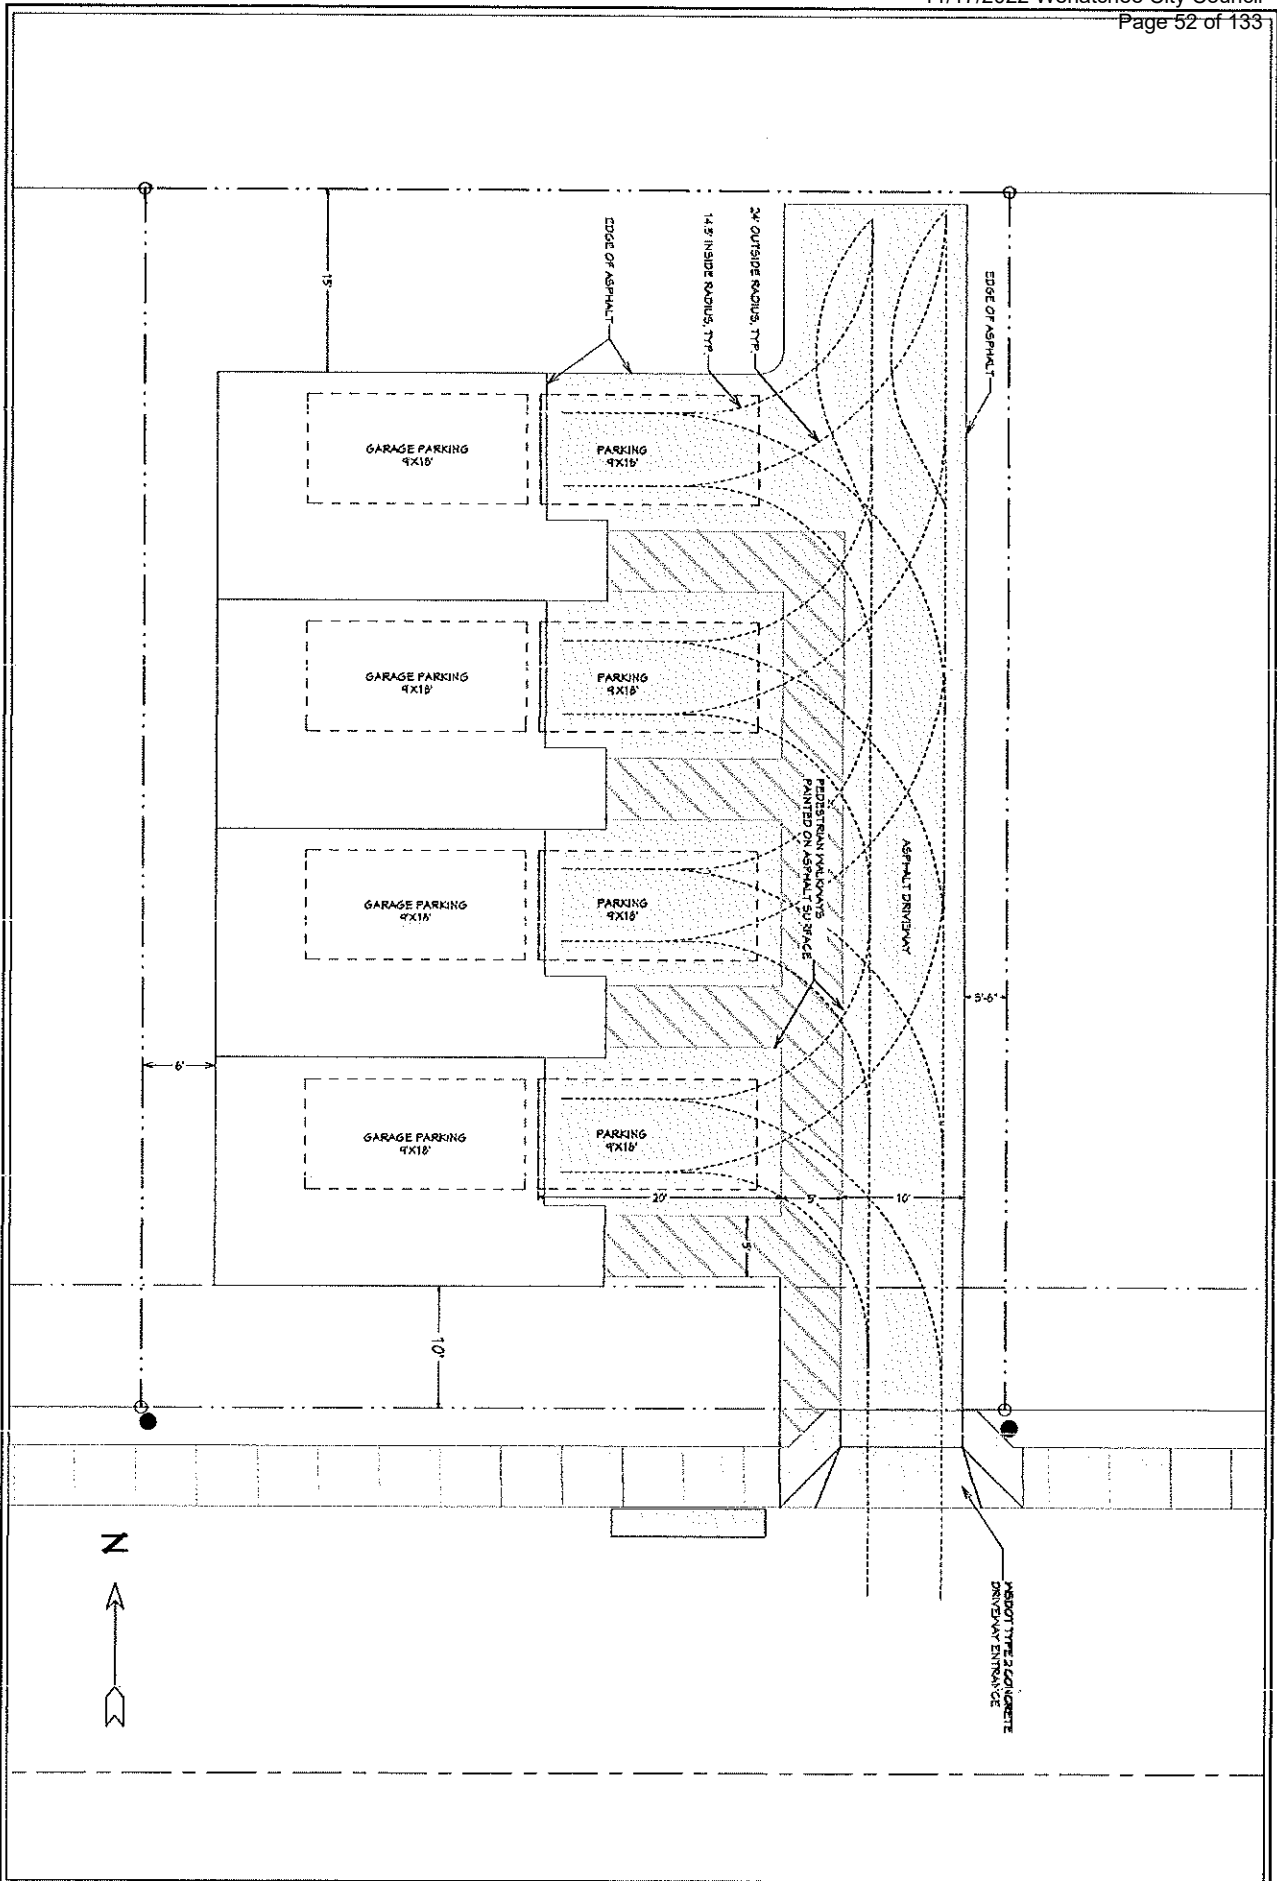 Page 52 of 133
EDGE OF ASPHALT
24' OUTSIDE RADIUS, TYP.
14.5' INSIDE RADIUS, TYP.
EDGE OF ASPHALT
15'
GARAGE PARKING
9'X18'
PARKING
9'X18'
GARAGE PARKING
9'X18'
PARKING
9'X18'
PEDESTRIAN WALKWAYS
PAINTED ON ASPHALT SURFACE
ASPHALT DRIVEWAY
GARAGE PARKING
9'X18'
PARKING
9'X18'
5'-6"
6'
GARAGE PARKING
9'X18'
PARKING
9'X18'
20'
5'
10'
5'
10'
WSDOT TYPE 2 CONCRETE
DRIVEWAY ENTRANCE
N